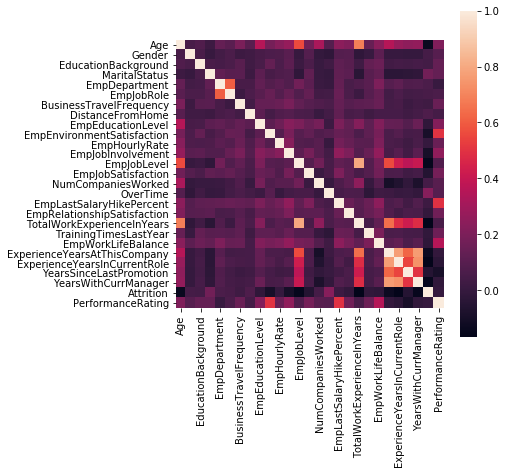 Age
Gender
EducationBackground
MaritalStatus
EmpDepartment
EmpJobRole
BusinessTravelFrequency
DistanceFromHome
EmpEducationLevel
EmpEnvironmentSatisfaction
EmpHourlyRate
EmpJobInvolvement
EmpJobLevel
EmpJobSatisfaction
NumCompaniesWorked
OverTime
EmpLastSalaryHikePercent
EmpRelationshipSatisfaction
TotalWorkExperienceInYears
TrainingTimesLastYear
EmpWorkLifeBalance
ExperienceYearsAtThisCompany
ExperienceYearsInCurrentRole
YearsSinceLastPromotion
YearsWithCurrManager
Attrition
PerformanceRating
Age
EducationBackground
EmpDepartment
BusinessTravelFrequency
EmpEducationLevel
EmpHourlyRate
EmpJobLevel
NumCompaniesWorked
EmpLastSalaryHikePercent
TotalWorkExperienceInYears
EmpWorkLifeBalance
ExperienceYearsInCurrentRole
YearsWithCurrManager
PerformanceRating
1.0
0.8
0.6
0.4
0.2
0.0